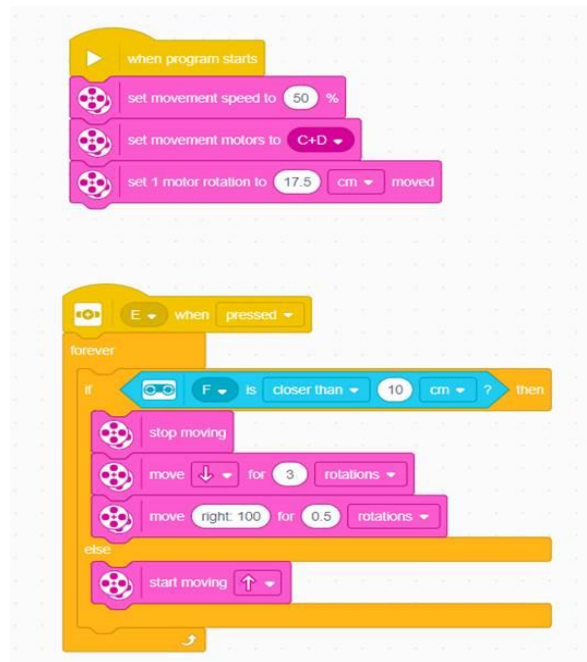 when program starts
set movement speed to 50 %
set movement motors to C+D
set 1 motor rotation to 17.5 cm moved
E when pressed
forever
if F is closer than 10 cm ? then
stop moving
move for 3 rotations
move right: 100 for 0.5 rotations
else
start moving